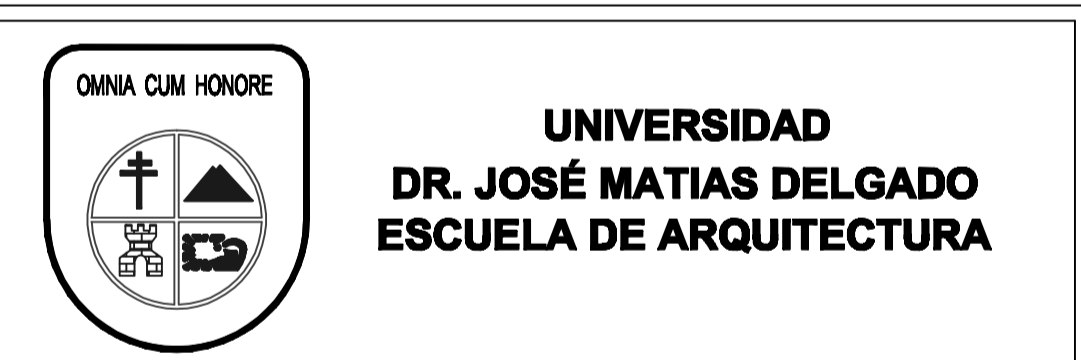 OMNIA CUM HONORE
UNIVERSIDAD
DR. JOSÉ MATIAS DELGADO
ESCUELA DE ARQUITECTURA